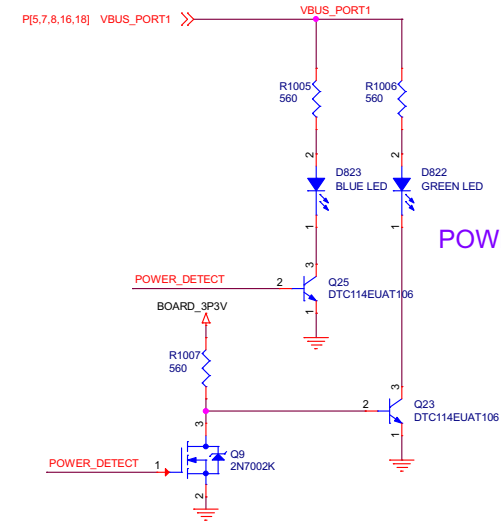 P[5,7,8,16,18] VBUS_PORT1
VBUS_PORT1
R1005
560
R1006
560
2
2
D823
BLUE LED
D822
GREEN LED
1
1
POW
3
POWER_DETECT
2
Q25
DTC114EUAT106
1
BOARD_3P3V
R1007
560
3
2
Q23
DTC114EUAT106
1
3
POWER_DETECT
1
Q9
2N7002K
2